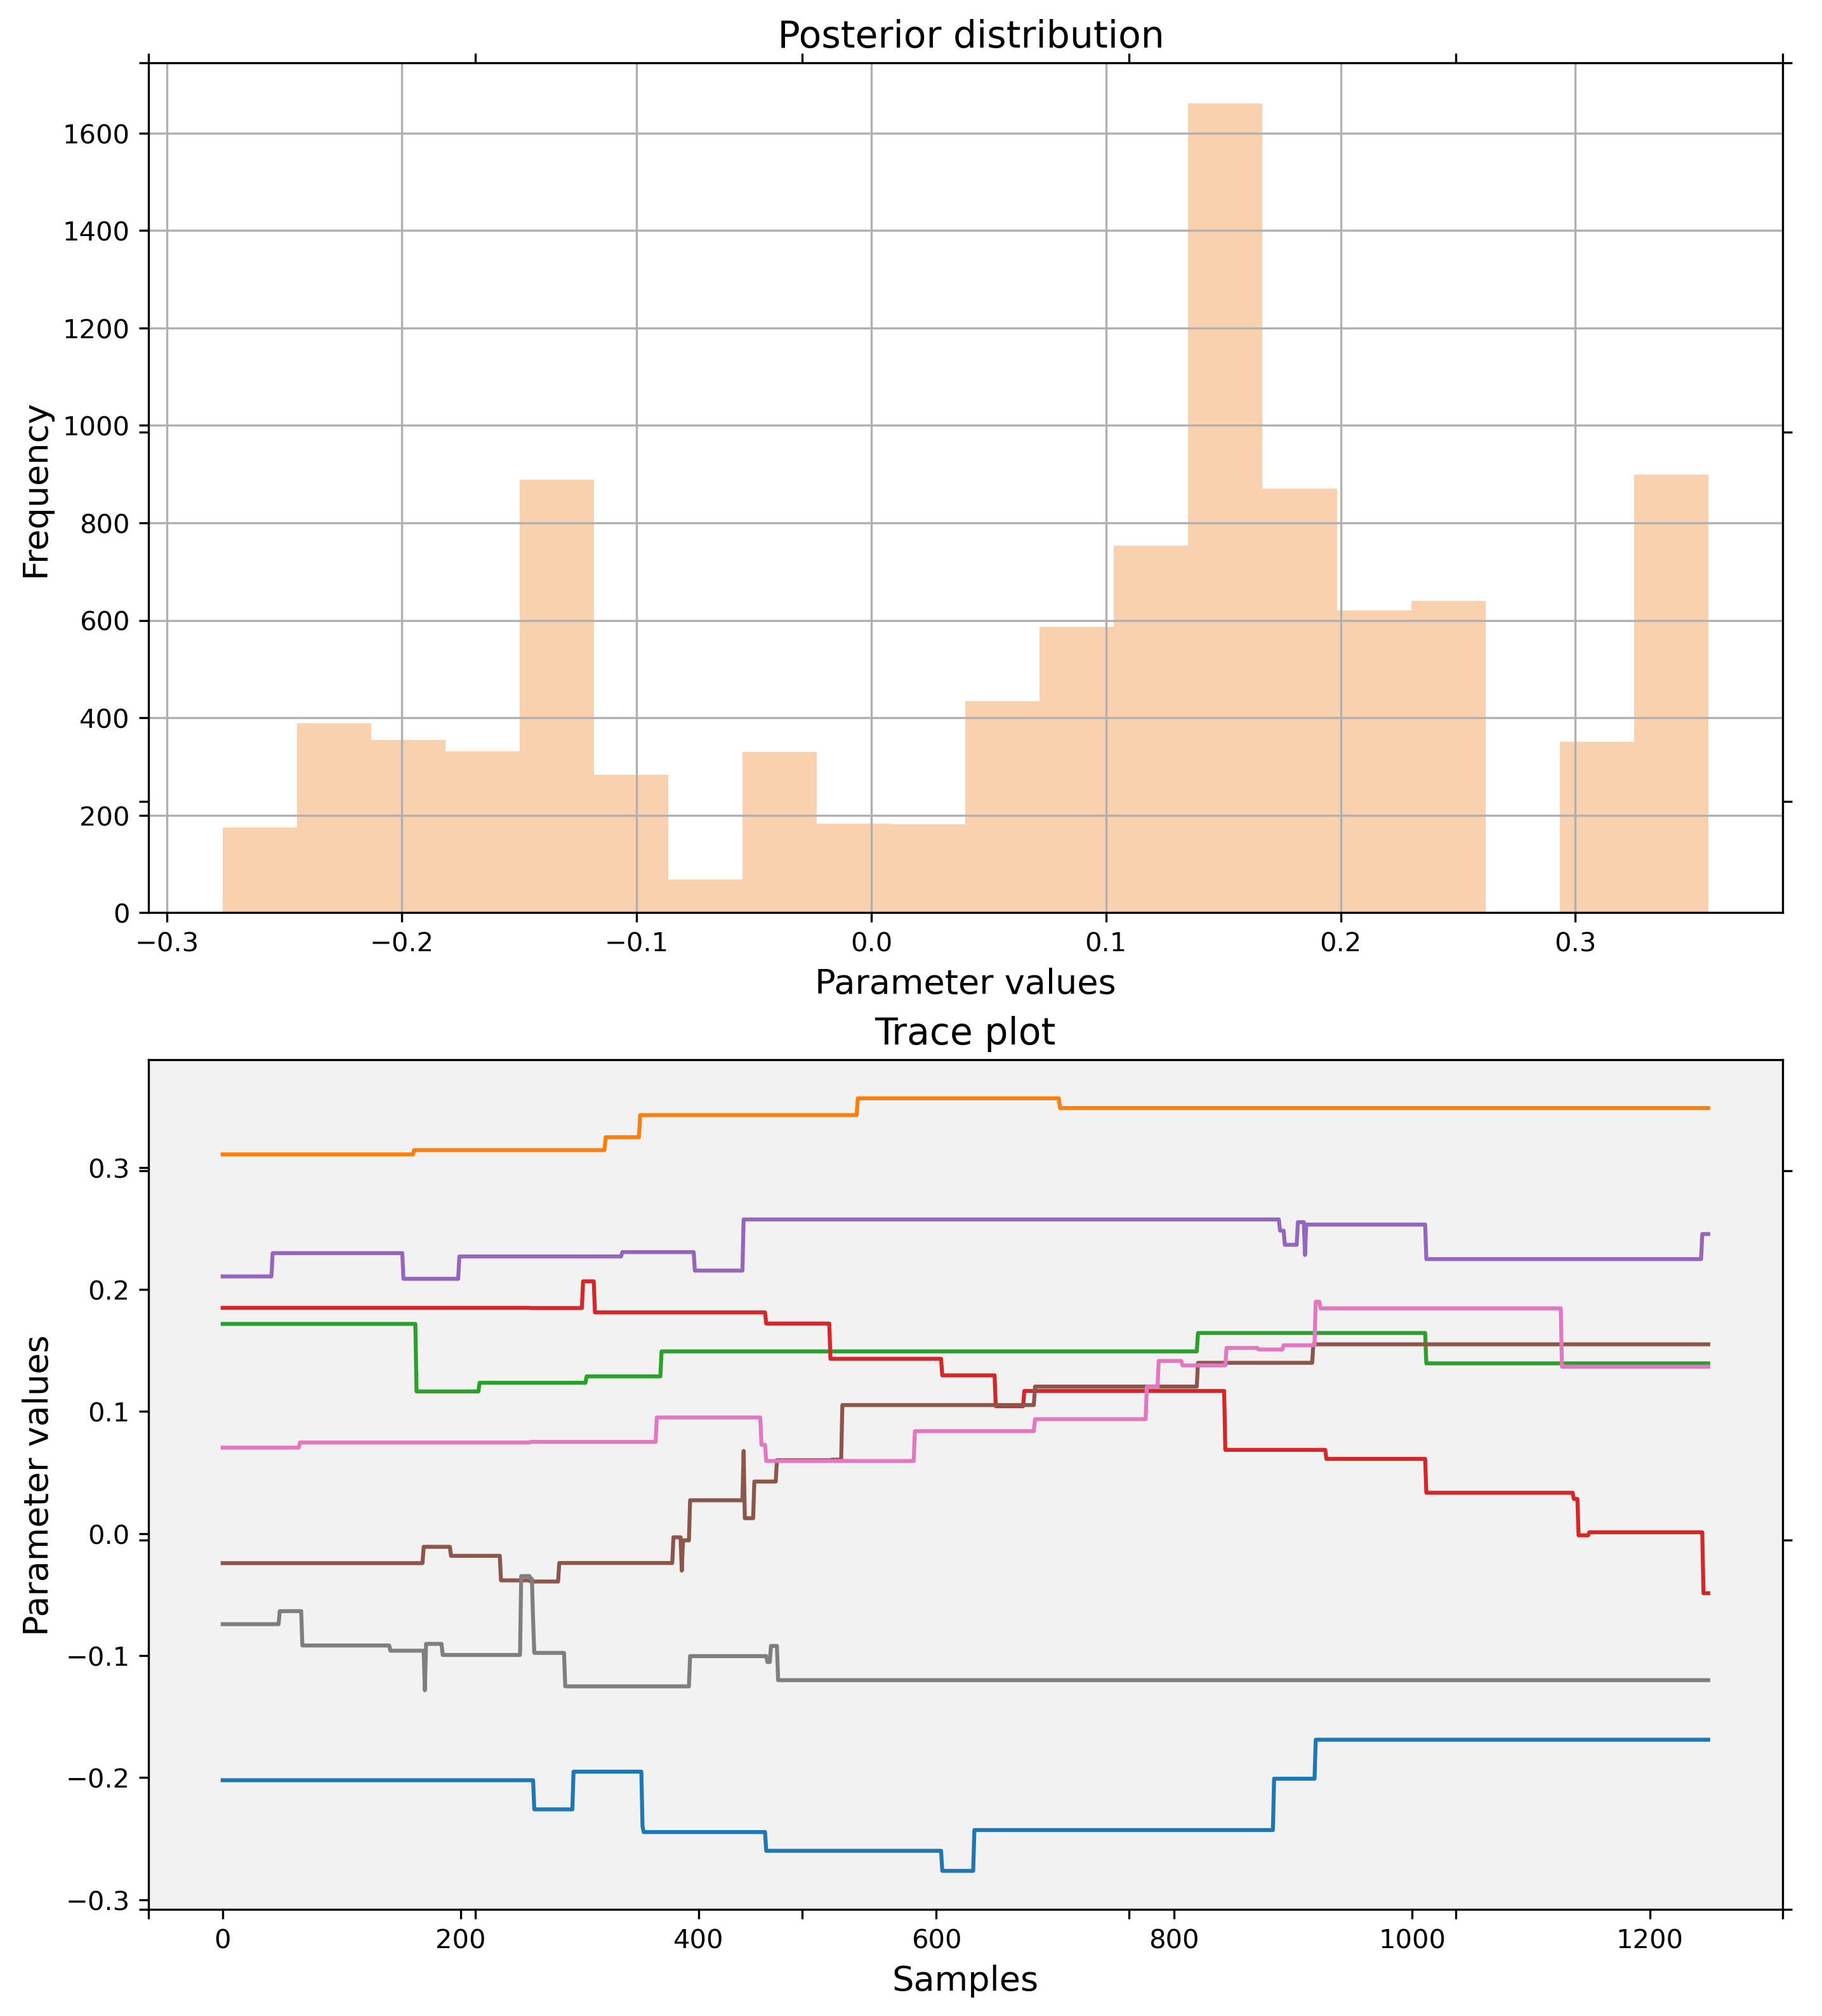 Posterior distribution
1600
1400
1200
1000
800
600
400
200
0
Frequency
−0.3 −0.2 −0.1 0.0 0.1 0.2 0.3
Parameter values
Trace plot
0.3
0.2
0.1
0.0
−0.1
−0.2
−0.3
Parameter values
0 200 400 600 800 1000 1200
Samples